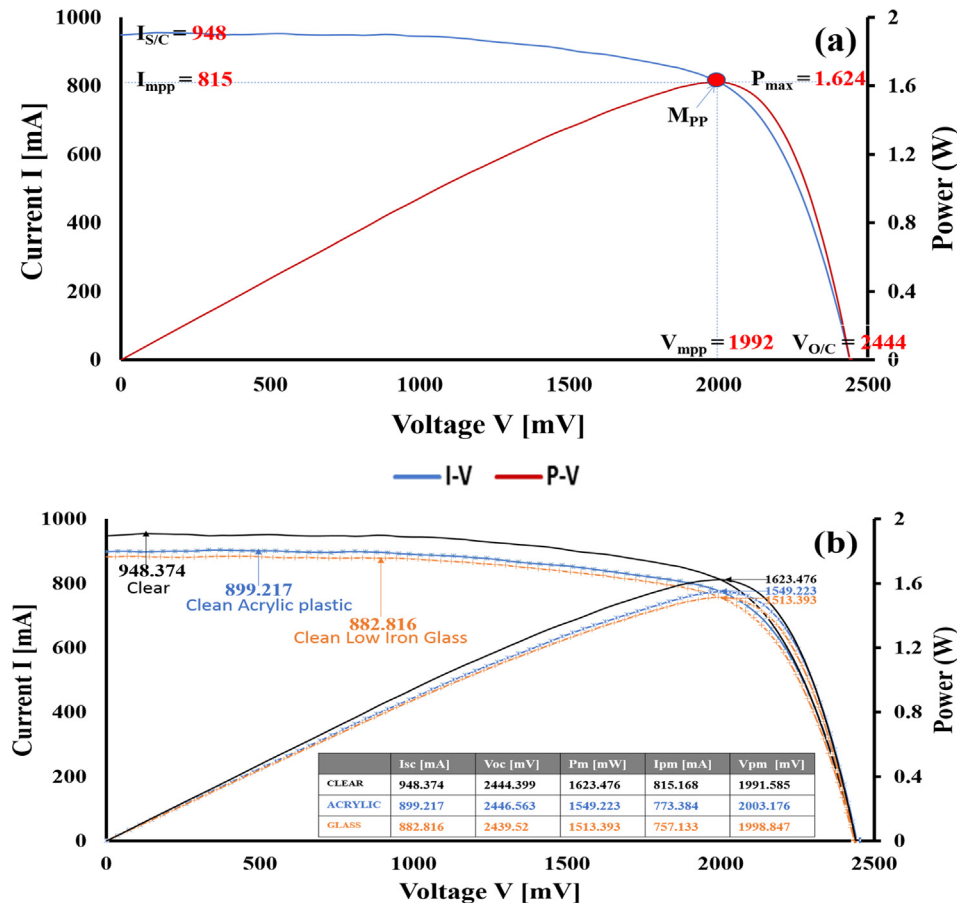 1000
2
I S/C = 948
(a)
I mpp = 815
P max = 1.624
800
1.6
M PP
600
1.2
400
0.8
200
0.4
V mpp = 1992
V O/C = 2444
0
0
0
500
1000
1500
2000
2500
Current I [mA]
Power (W)
Voltage V [mV]
I-V
P-V
1000
2
(b)
948.374
Clear
899.217
Clean Acrylic plastic
882.816
Clean Low Iron Glass
1623.476
1549.223
1513.393
800
1.6
600
1.2
400
0.8
200
0.4
Isc [mA] Voc [mV] Pm [mW] Ipm [mA] Vpm [mV]
CLEAR 948.374 2444.399 1623.476 815.168 1991.585
ACRYLIC 899.217 2446.563 1549.223 773.384 2003.176
GLASS 882.816 2439.52 1513.393 757.133 1998.847
0
0
0
500
1000
1500
2000
2500
Current I [mA]
Power (W)
Voltage V [mV]